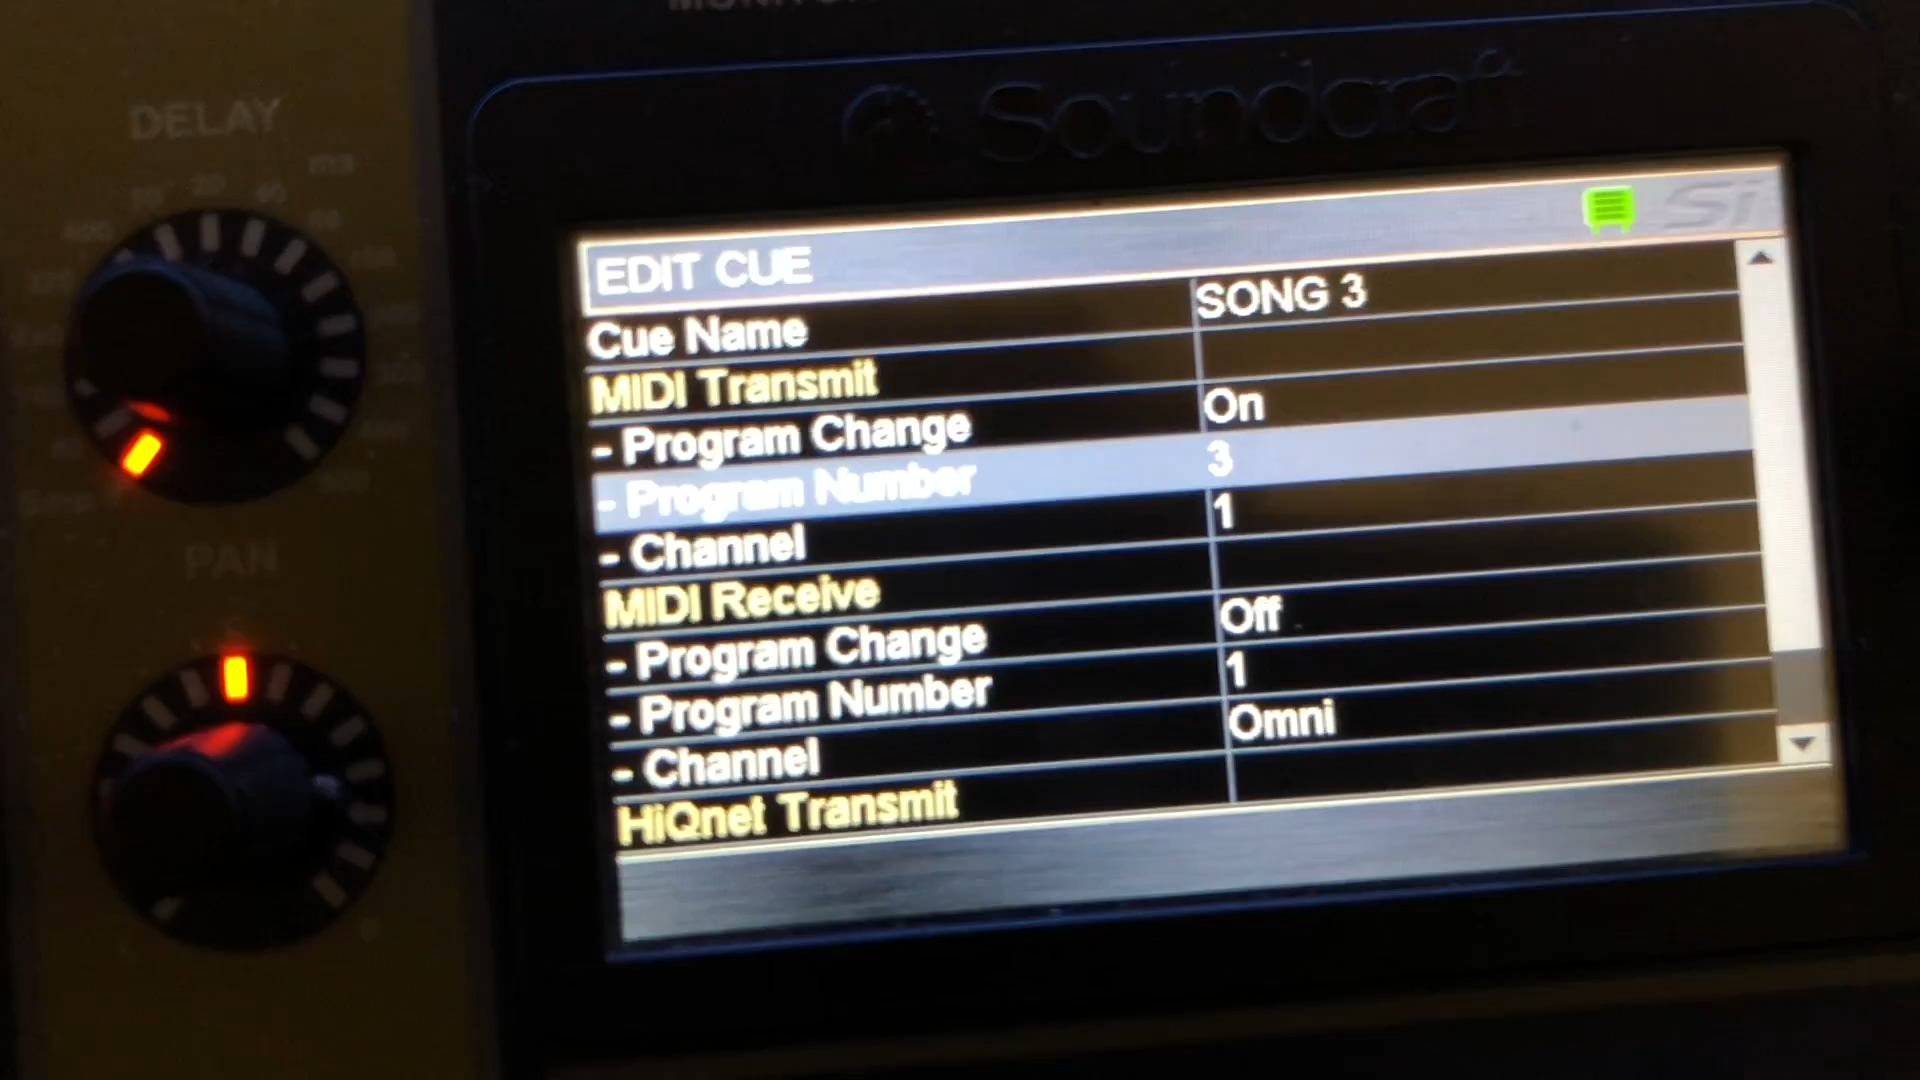 DELAY
ms
PAN
Soundcraft
Si
EDIT CUE
Cue Name SONG 3
MIDI Transmit
- Program Change On
- Program Number 3
- Channel 1
MIDI Receive
- Program Change Off
- Program Number 1
- Channel Omni
HiQnet Transmit